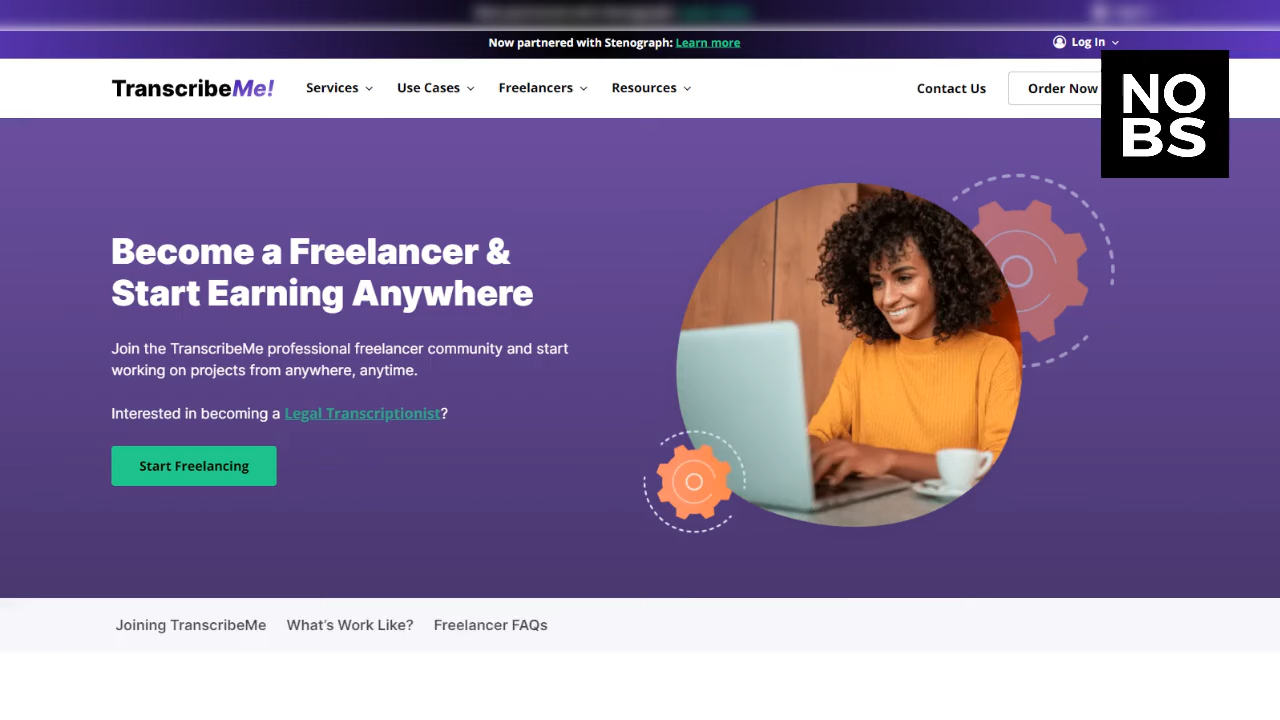 Now partnered with Stenograph: Learn more
Log In
TranscribeMe!
Services
Use Cases
Freelancers
Resources
Contact Us
Order Now
NO
BS
Become a Freelancer &
Start Earning Anywhere
Join the TranscribeMe professional freelancer community and start
working on projects from anywhere, anytime.
Interested in becoming a Legal Transcriptionist?
Start Freelancing
Joining TranscribeMe
What's Work Like?
Freelancer FAQs